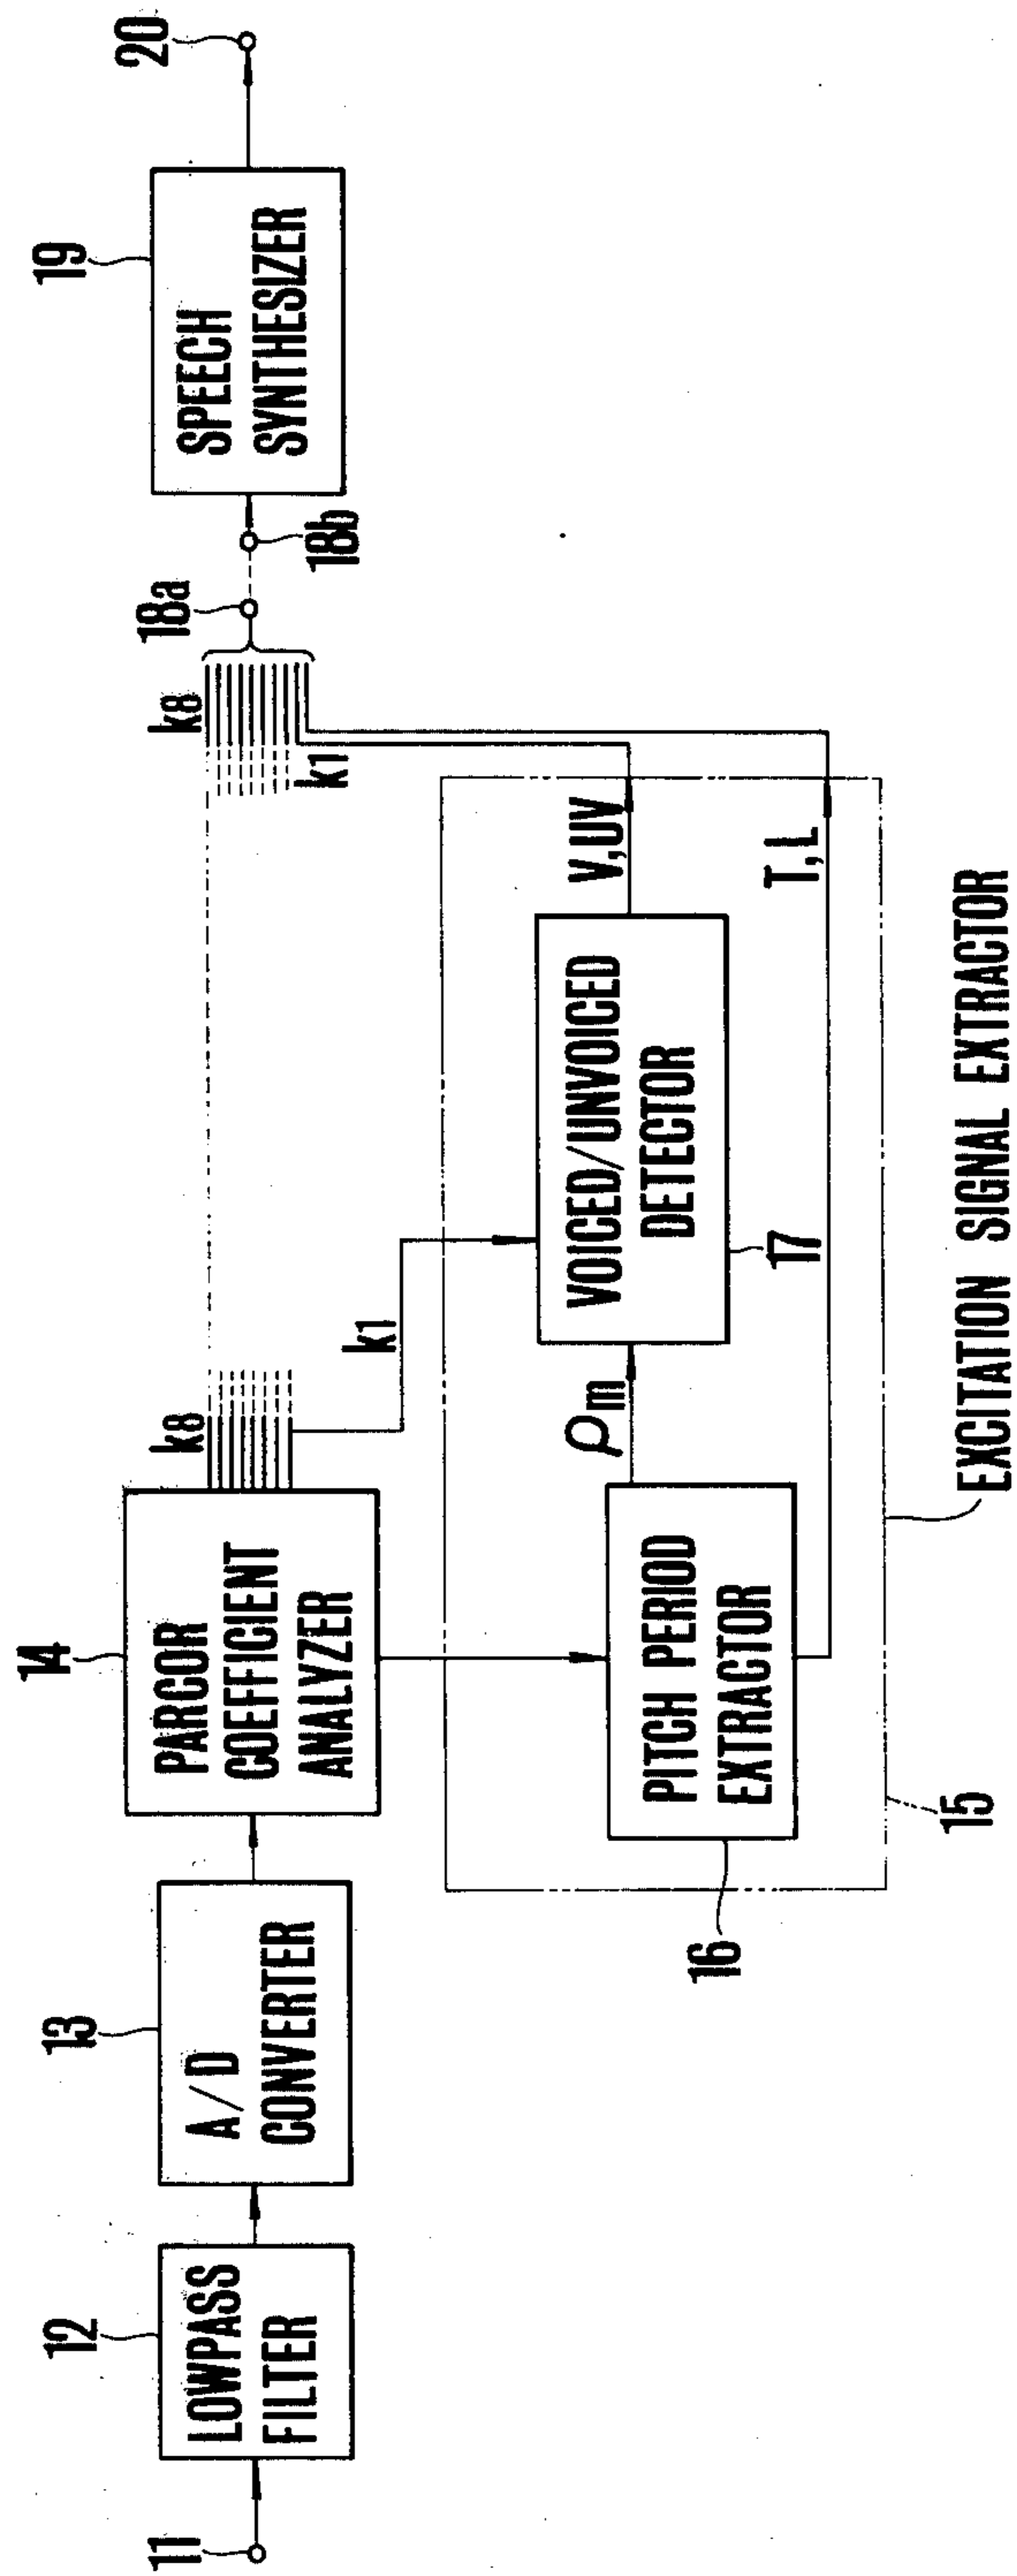 11
12
LOWPASS
FILTER
13
A/D
CONVERTER
14
PARCOR
COEFFICIENT
ANALYZER
k8
k1
k8
k1
18a
18b
19
SPEECH
SYNTHESIZER
20
16
PITCH PERIOD
EXTRACTOR
ρm
VOICED/UNVOICED
DETECTOR
17
V,UV
T,L
15
EXCITATION SIGNAL EXTRACTOR